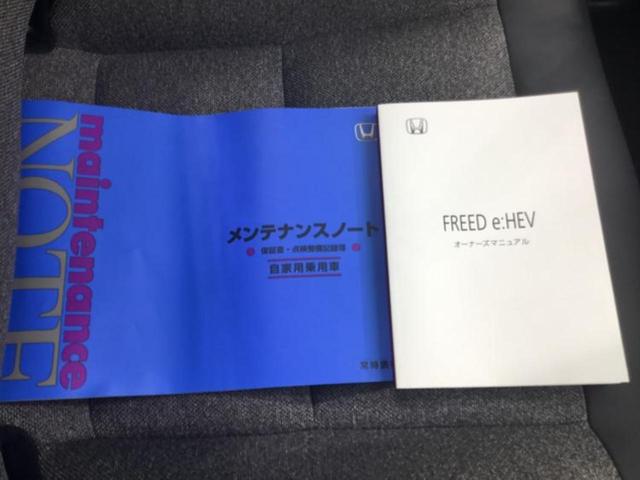 maintenance
NOTE
メンテナンスノート
保証書・点検整備記録簿
自家用乗用車
FREED e:HEV
オーナーズマニュアル